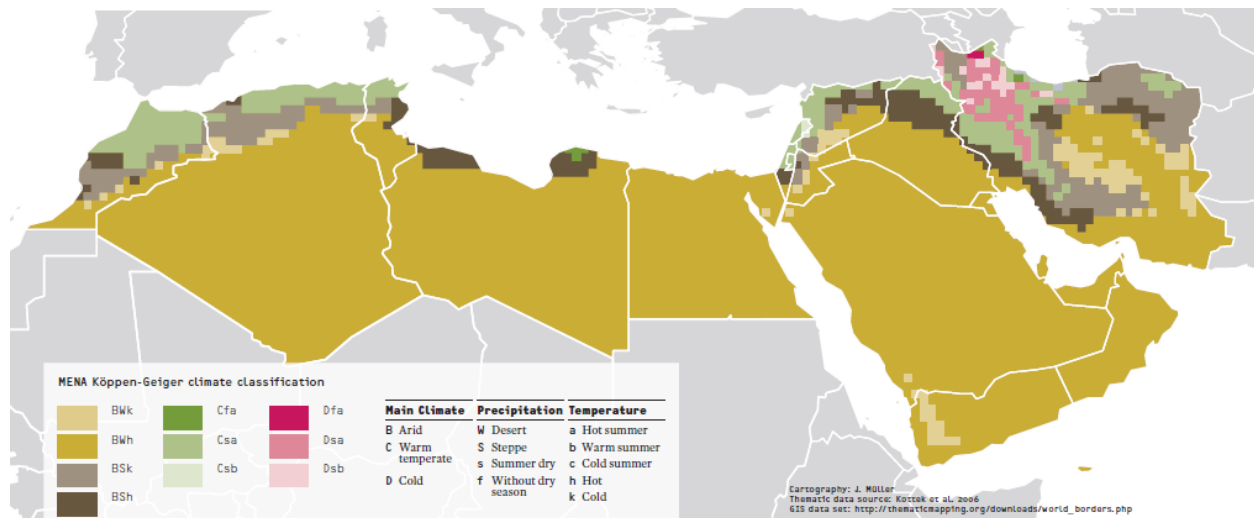 MENA Köppen-Geiger climate classification
BWk
BWh
BSk
BSh
Cfa
Csa
Csb
Dfa
Dsa
Dsb
Main Climate
B Arid
C Warm
temperate
D Cold
Precipitation
W Desert
S Steppe
s Summer dry
f Without dry
season
Temperature
a Hot summer
b Warm summer
c Cold summer
h Hot
k Cold
Cartography: J. Müller
Thematic data source: Kottek et al. 2006
GIS data set: http://thematicmapping.org/downloads/world_borders.php